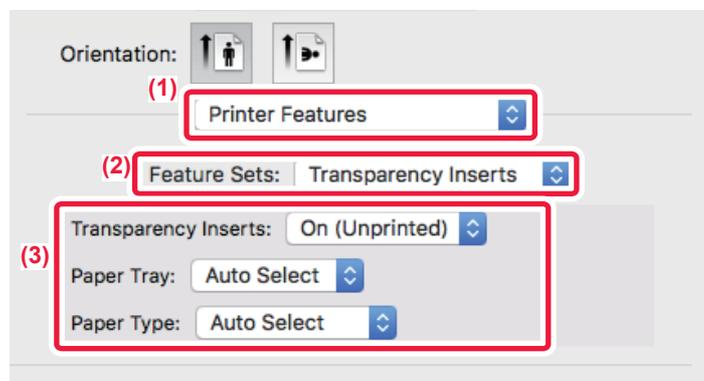 Orientation:
(1)
Printer Features
(2)
Feature Sets: Transparency Inserts
(3)
Transparency Inserts: On (Unprinted)
Paper Tray: Auto Select
Paper Type: Auto Select